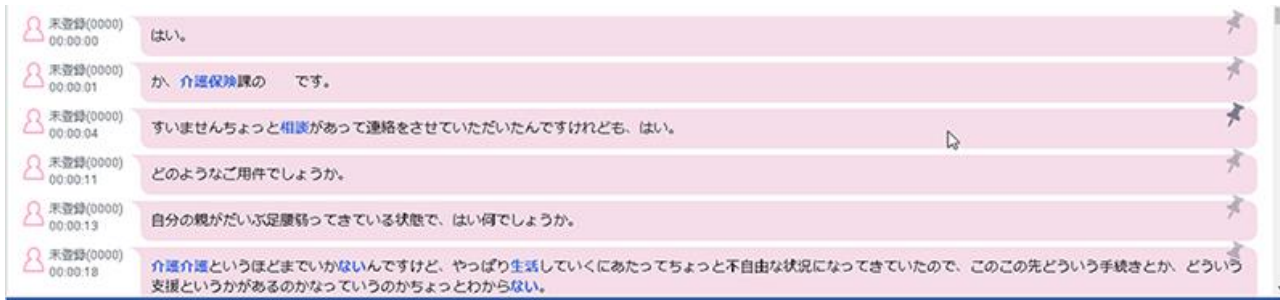 未登録(0000)
00:00:00
はい。
未登録(0000)
00:00:01
か、介護保険課の　　です。
未登録(0000)
00:00:04
すいませんちょっと相談があって連絡をさせていただいたんですけれども、はい。
未登録(0000)
00:00:11
どのようなご用件でしょうか。
未登録(0000)
00:00:13
自分の親がだいぶ足腰弱ってきている状態で、はい何でしょうか。
未登録(0000)
00:00:18
介護介護というほどまでいかないんですけど、やっぱり生活していくにあたってちょっと不自由な状況になってきていたので、このこの先どういう手続きとか、どういう
支援というかがあるのかなっていうのかちょっとわからない。